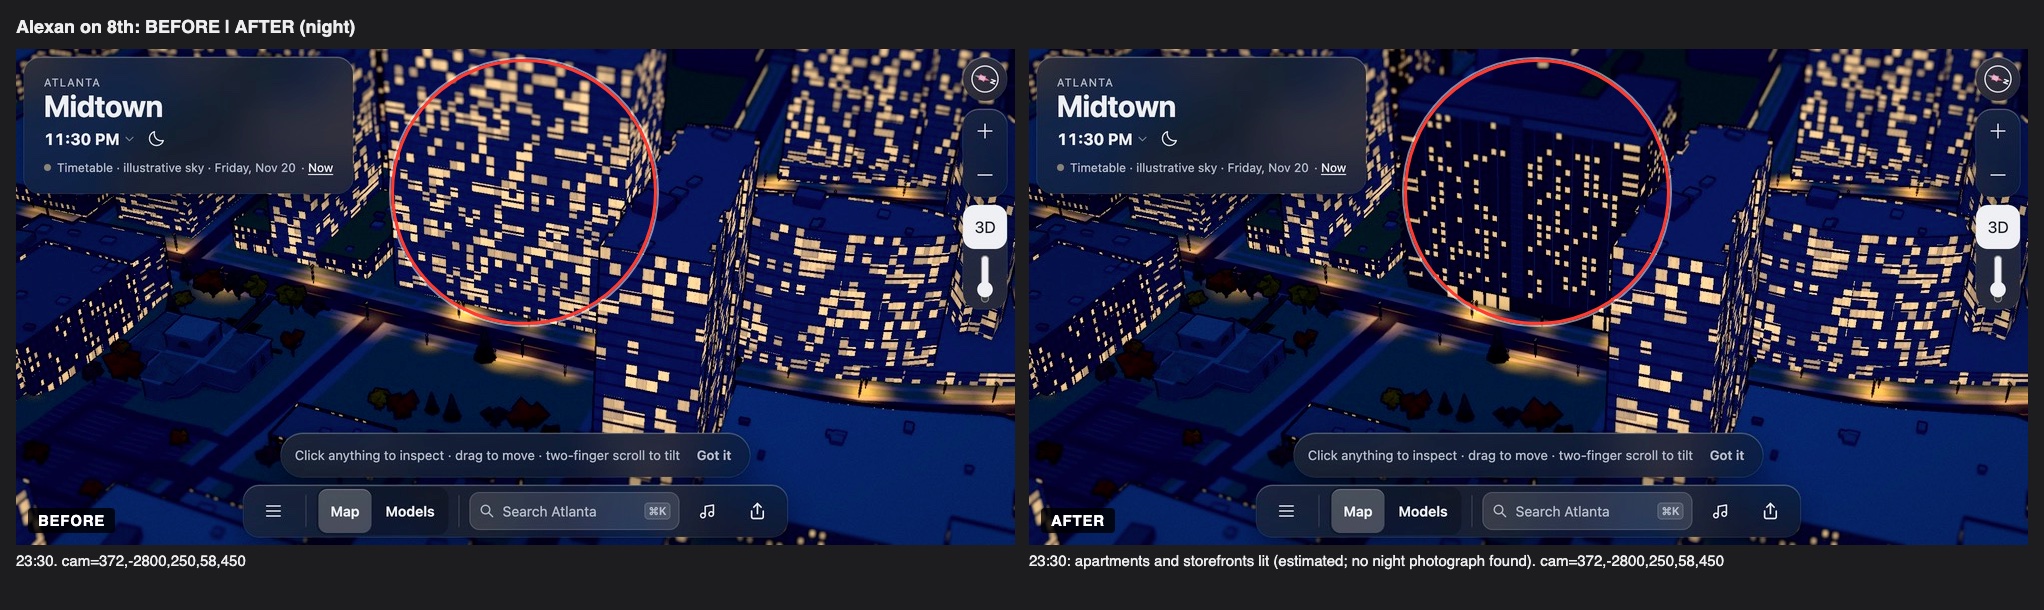 Alexan on 8th: BEFORE | AFTER (night)
ATLANTA
Midtown
11:30 PM
Timetable · illustrative sky · Friday, Nov 20 · Now
N
3D
Click anything to inspect · drag to move · two-finger scroll to tilt Got it
Map Models Search Atlanta ⌘K
BEFORE
23:30. cam=372,-2800,250,58,450
ATLANTA
Midtown
11:30 PM
Timetable · illustrative sky · Friday, Nov 20 · Now
N
3D
Click anything to inspect · drag to move · two-finger scroll to tilt Got it
Map Models Search Atlanta ⌘K
AFTER
23:30: apartments and storefronts lit (estimated; no night photograph found). cam=372,-2800,250,58,450